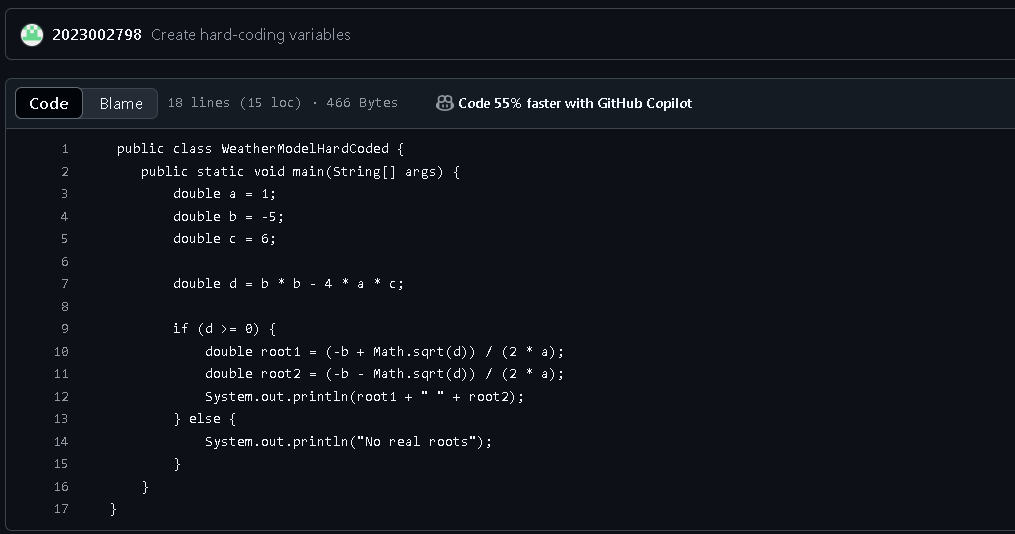 2023002798 Create hard-coding variables
Code Blame 18 lines (15 loc) · 466 Bytes Code 55% faster with GitHub Copilot
1 public class WeatherModelHardCoded {
2 public static void main(String[] args) {
3 double a = 1;
4 double b = -5;
5 double c = 6;
6
7 double d = b * b - 4 * a * c;
8
9 if (d >= 0) {
10 double root1 = (-b + Math.sqrt(d)) / (2 * a);
11 double root2 = (-b - Math.sqrt(d)) / (2 * a);
12 System.out.println(root1 + " " + root2);
13 } else {
14 System.out.println("No real roots");
15 }
16 }
17 }